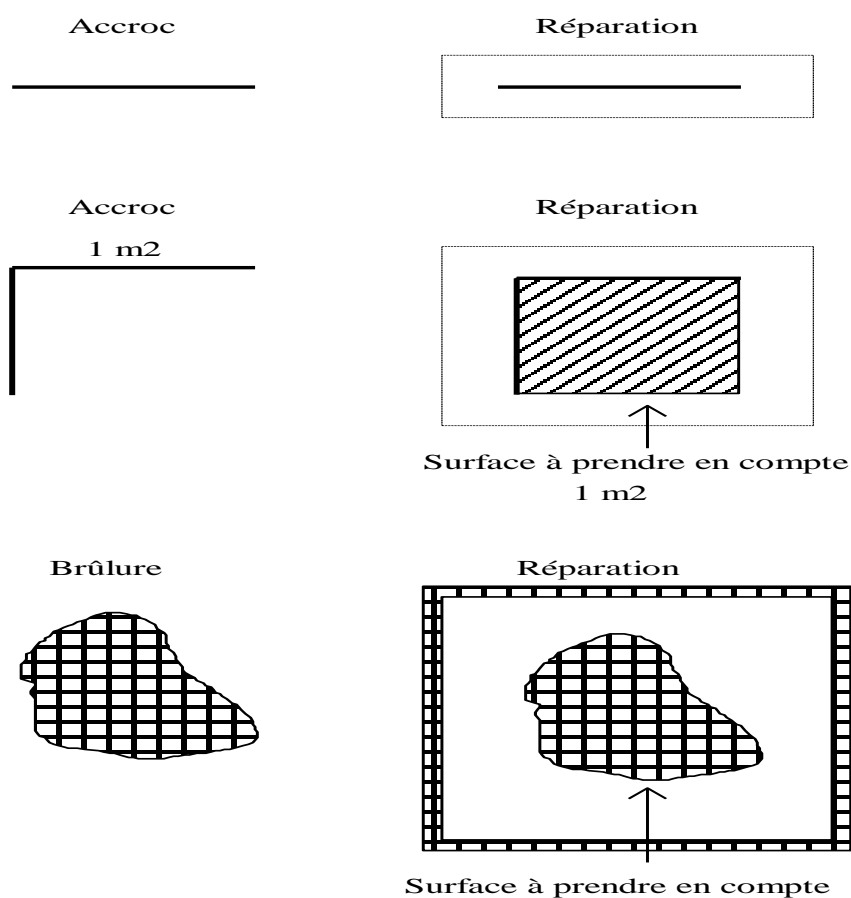 Accroc
Réparation
Accroc
Réparation
1 m2
Surface à prendre en compte
1 m2
Brûlure
Réparation
Surface à prendre en compte